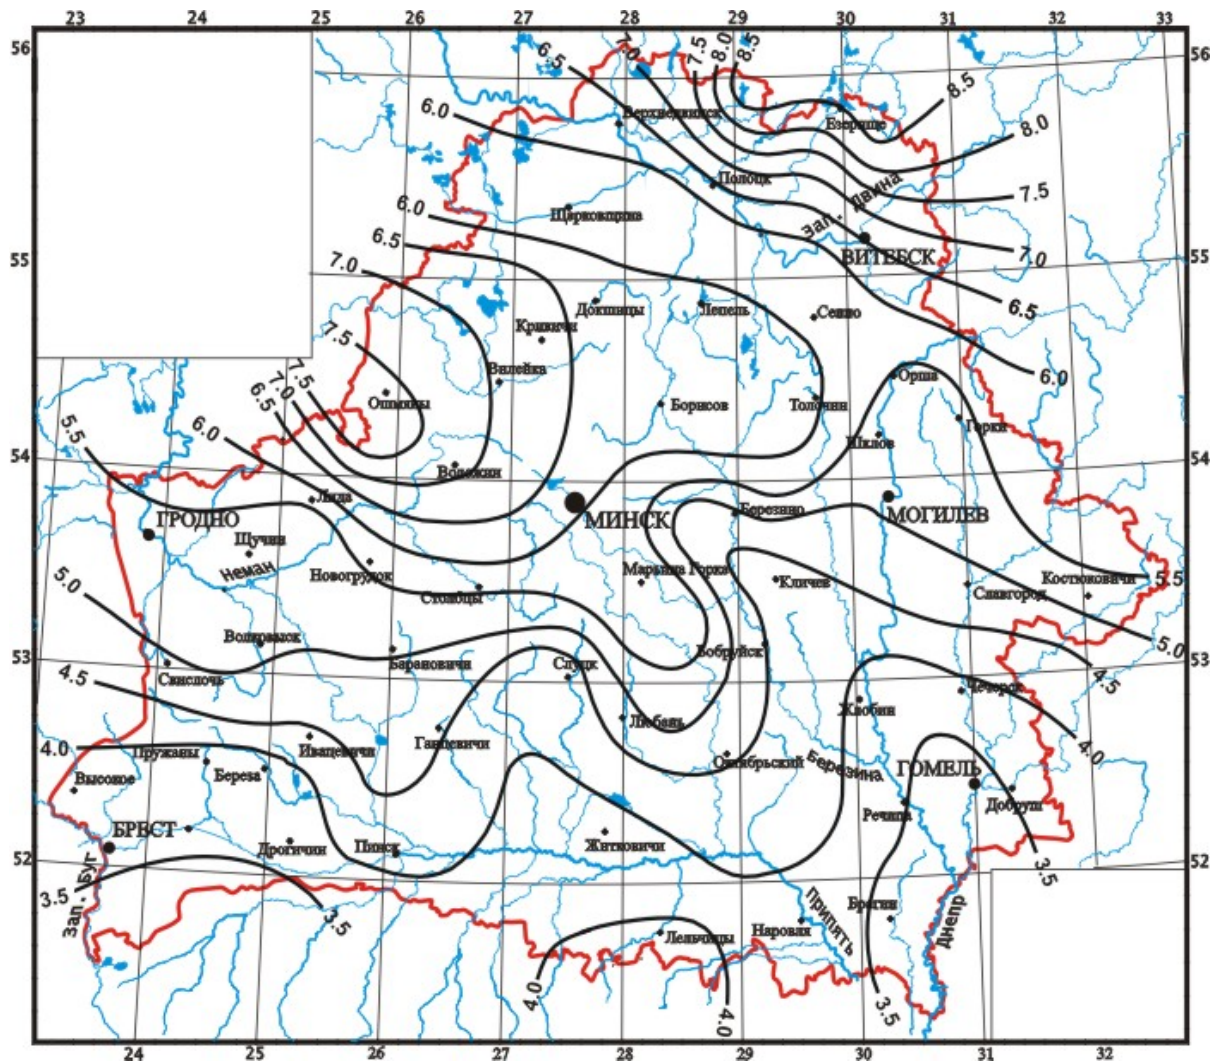 23 24 25 26 27 28 29 30 31 32 33
56 56
8.5
8.0
7.5
7.0
6.5
8.5
Верхнедвинск
6.0
Езерище
8.0
Полоцк
7.5
Зап. Двина
6.0
Шарковщина
6.5
ВИТЕБСК
7.0
55 55
7.0
6.5
Докшицы
Лепель
Сенно
Кривичи
7.5
23 24
Вилейка
7.5
7.0
6.5
Ошмяны
Борисов
Толочин
Орша
6.0
5.5
6.0
Горки
Шклов
54 54
Воложин
Лида
ГРОДНО
МИНСК
Березино
МОГИЛЕВ
Щучин
Неман
Новогрудок
Марьина Горка
Кличев
Костюковичи
5.5
5.0
Столбцы
Славгород
Волковыск
5.0
53 53
Свислочь
Барановичи
Слуцк
Бобруйск
4.5
4.5
Чечерск
Жлобин
Любань
4.0
4.0
Пружаны
Ивацевичи
Ганцевичи
Октябрьский
Березина
ГОМЕЛЬ
Высокое
Береза
Добруш
Речица
БРЕСТ
Дрогичин
Пинск
Житковичи
52 52
3.5
3.5
Зап. Буг
3.5
Лельчицы
Наровля
Припять
Брагин
Днепр
4.0
4.0
3.5
24 25 26 27 28 29 30 31 32